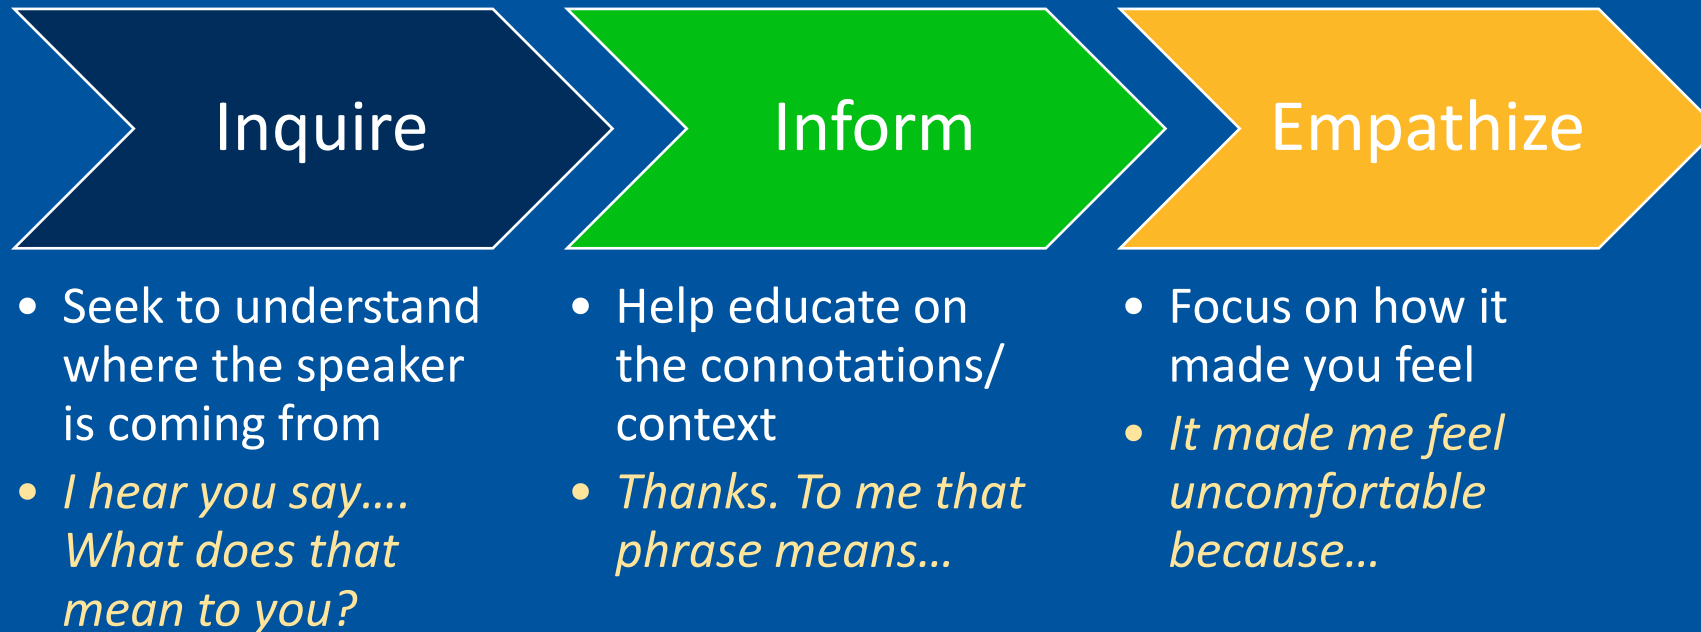 Inquire
• Seek to understand
where the speaker
is coming from
• I hear you say....
What does that
mean to you?
Inform
• Help educate on
the connotations/
context
• Thanks. To me that
phrase means…
Empathize
• Focus on how it
made you feel
• It made me feel
uncomfortable
because…